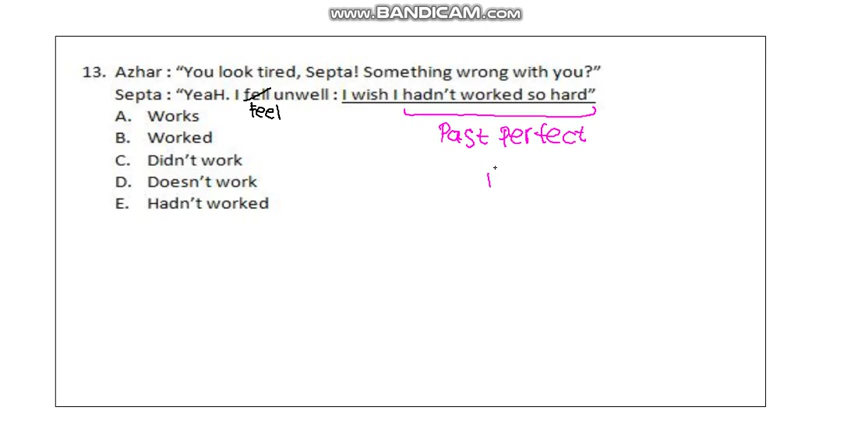 www.BANDICAM.com
13. Azhar : “You look tired, Septa! Something wrong with you?”
Septa : “YeaH. I fell unwell : I wish I hadn’t worked so hard”
feel
A. Works
B. Worked
Past perfect
C. Didn’t work
D. Doesn’t work
E. Hadn’t worked